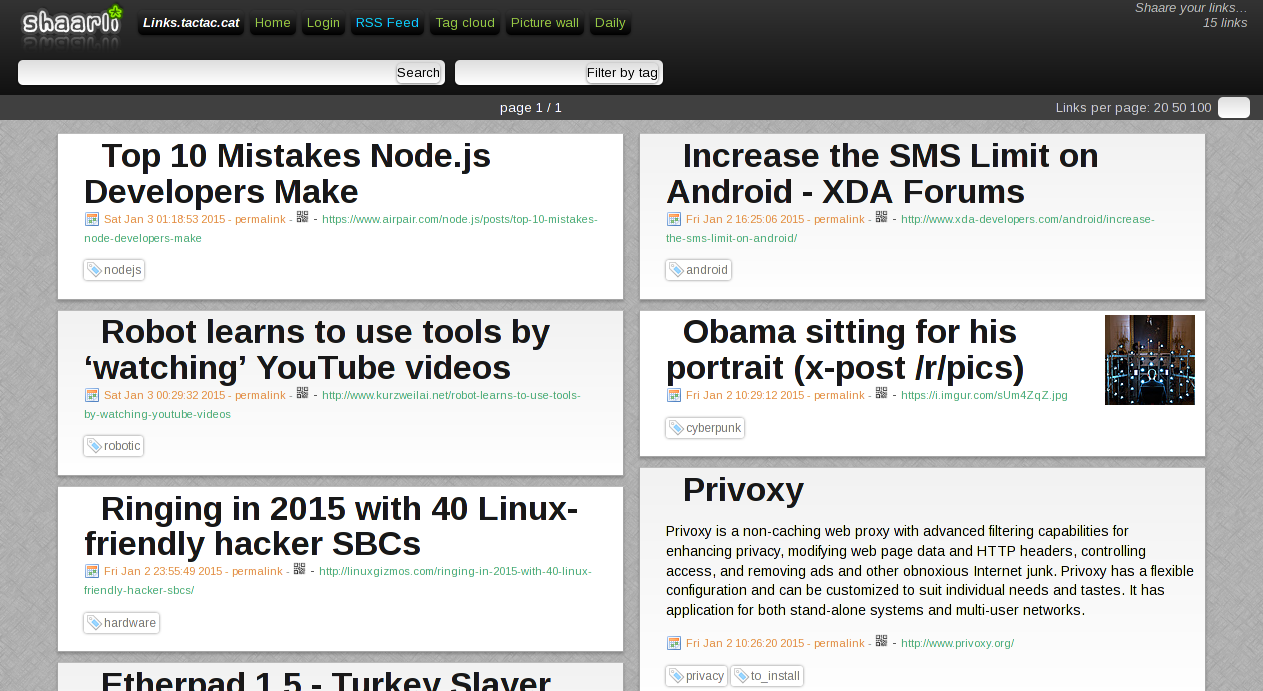 shaarli
Links.tactac.cat Home Login RSS Feed Tag cloud Picture wall Daily
Shaare your links...
15 links
Search
Filter by tag
page 1 / 1
Links per page: 20 50 100
Top 10 Mistakes Node.js
Developers Make
Sat Jan 3 01:18:53 2015 - permalink - - https://www.airpair.com/node.js/posts/top-10-mistakes-
node-developers-make
nodejs
Robot learns to use tools by
‘watching’ YouTube videos
Sat Jan 3 00:29:32 2015 - permalink - - http://www.kurzweilai.net/robot-learns-to-use-tools-
by-watching-youtube-videos
robotic
Ringing in 2015 with 40 Linux-
friendly hacker SBCs
Fri Jan 2 23:55:49 2015 - permalink - - http://linuxgizmos.com/ringing-in-2015-with-40-linux-
friendly-hacker-sbcs/
hardware
Etherpad 1.5 - Turkey Slayer
Increase the SMS Limit on
Android - XDA Forums
Fri Jan 2 16:25:06 2015 - permalink - - http://www.xda-developers.com/android/increase-
the-sms-limit-on-android/
android
Obama sitting for his
portrait (x-post /r/pics)
Fri Jan 2 10:29:12 2015 - permalink - - https://i.imgur.com/sUm4ZqZ.jpg
cyberpunk
Privoxy
Privoxy is a non-caching web proxy with advanced filtering capabilities for
enhancing privacy, modifying web page data and HTTP headers, controlling
access, and removing ads and other obnoxious Internet junk. Privoxy has a flexible
configuration and can be customized to suit individual needs and tastes. It has
application for both stand-alone systems and multi-user networks.
Fri Jan 2 10:26:20 2015 - permalink - - http://www.privoxy.org/
privacy to_install